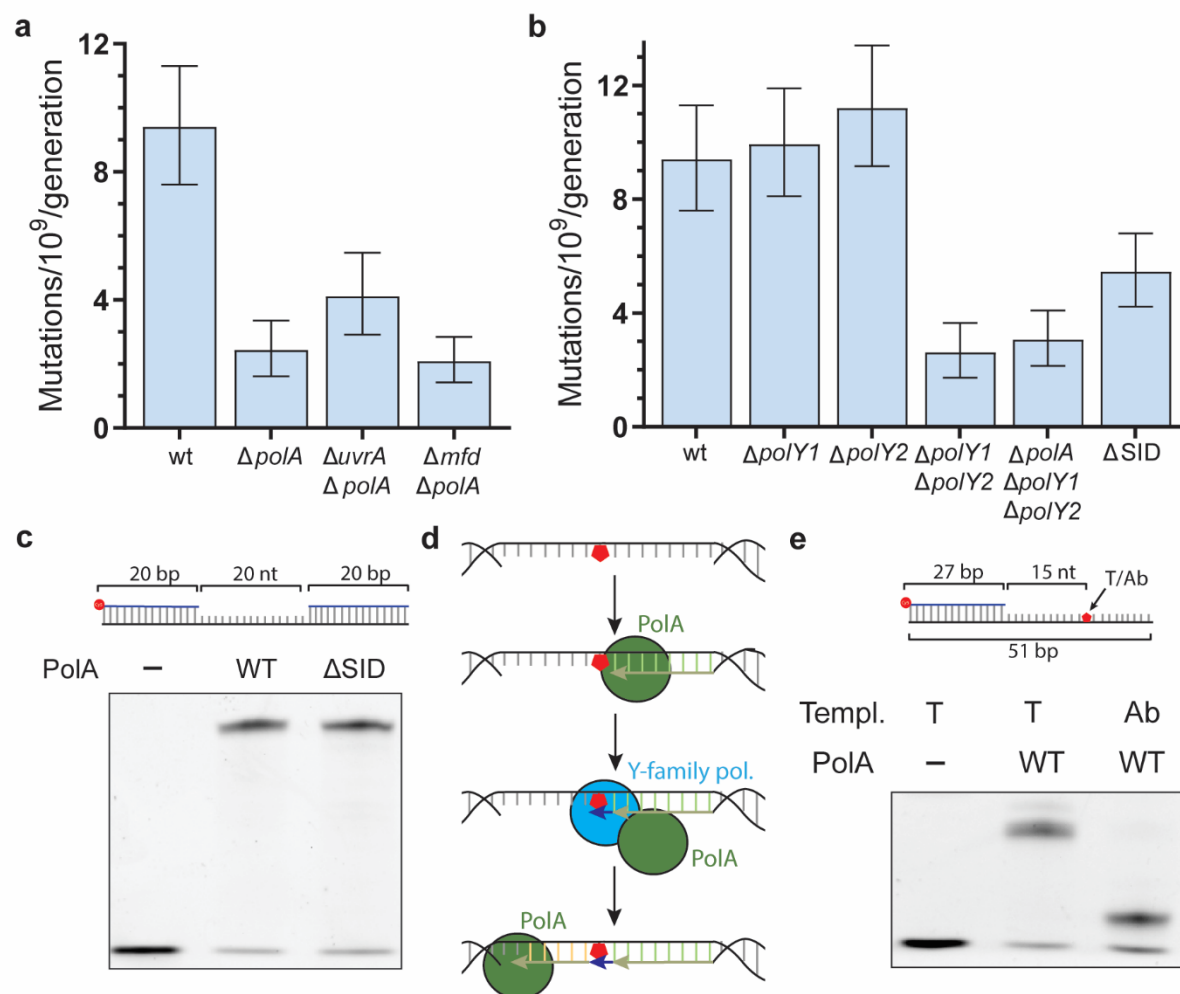 a
Mutations/10⁹/generation
12
8
4
0
wt
ΔpolA
ΔuvrA
ΔpolA
Δmfd
ΔpolA
b
Mutations/10⁹/generation
12
8
4
0
wt
ΔpolY1
ΔpolY2
ΔpolY1
ΔpolY2
ΔpolA
ΔpolY1
ΔpolY2
ΔSID
c
20 bp 20 nt 20 bp
PolA – WT ΔSID
d
PolA
Y-family pol.
PolA
PolA
e
27 bp 15 nt T/Ab
51 bp
Templ. T T Ab
PolA – WT WT